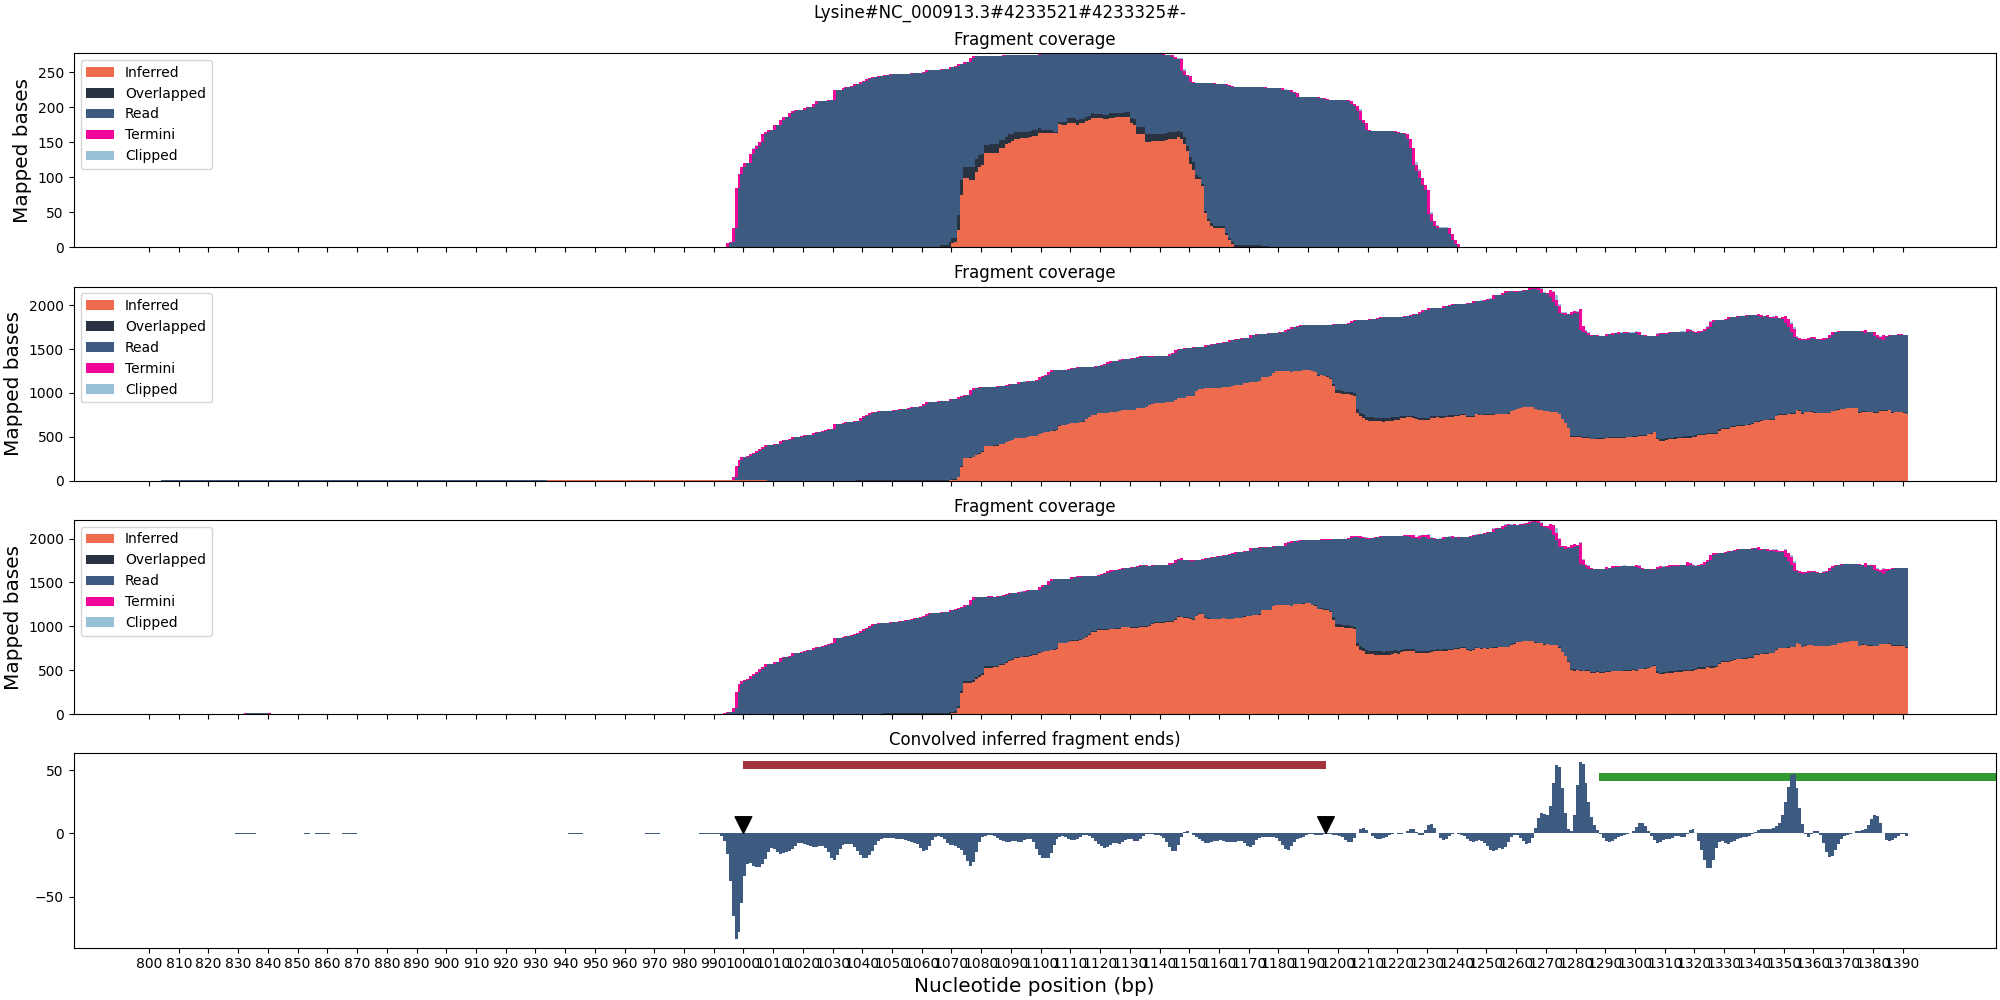 Lysine#NC_000913.3#4233521#4233325#-
Fragment coverage
Mapped bases
250
200
150
100
50
0
Inferred
Overlapped
Read
Termini
Clipped
Fragment coverage
Mapped bases
2000
1500
1000
500
0
Inferred
Overlapped
Read
Termini
Clipped
Fragment coverage
Mapped bases
2000
1500
1000
500
0
Inferred
Overlapped
Read
Termini
Clipped
Convolved inferred fragment ends)
50
0
−50
800 810 820 830 840 850 860 870 880 890 900 910 920 930 940 950 960 970 980 990 1000 1010 1020 1030 1040 1050 1060 1070 1080 1090 1100 1110 1120 1130 1140 1150 1160 1170 1180 1190 1200 1210 1220 1230 1240 1250 1260 1270 1280 1290 1300 1310 1320 1330 1340 1350 1360 1370 1380 1390
Nucleotide position (bp)